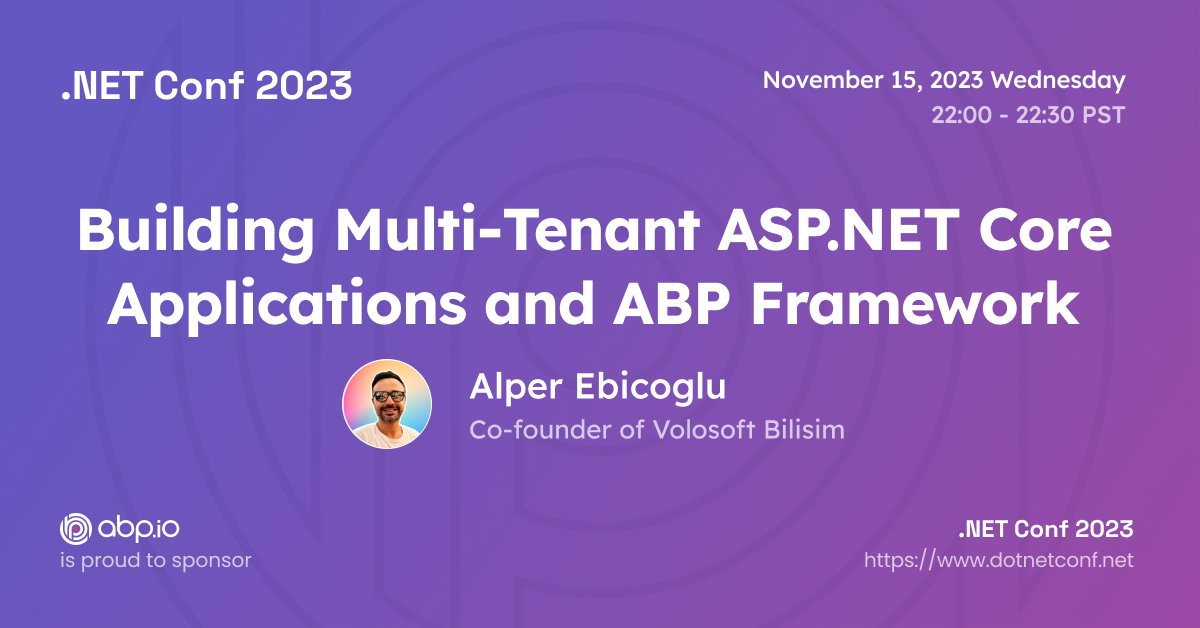 .NET Conf 2023
November 15, 2023 Wednesday
22:00 - 22:30 PST
Building Multi-Tenant ASP.NET Core
Applications and ABP Framework
Alper Ebicoglu
Co-founder of Volosoft Bilisim
abp.io
is proud to sponsor
.NET Conf 2023
https://www.dotnetconf.net